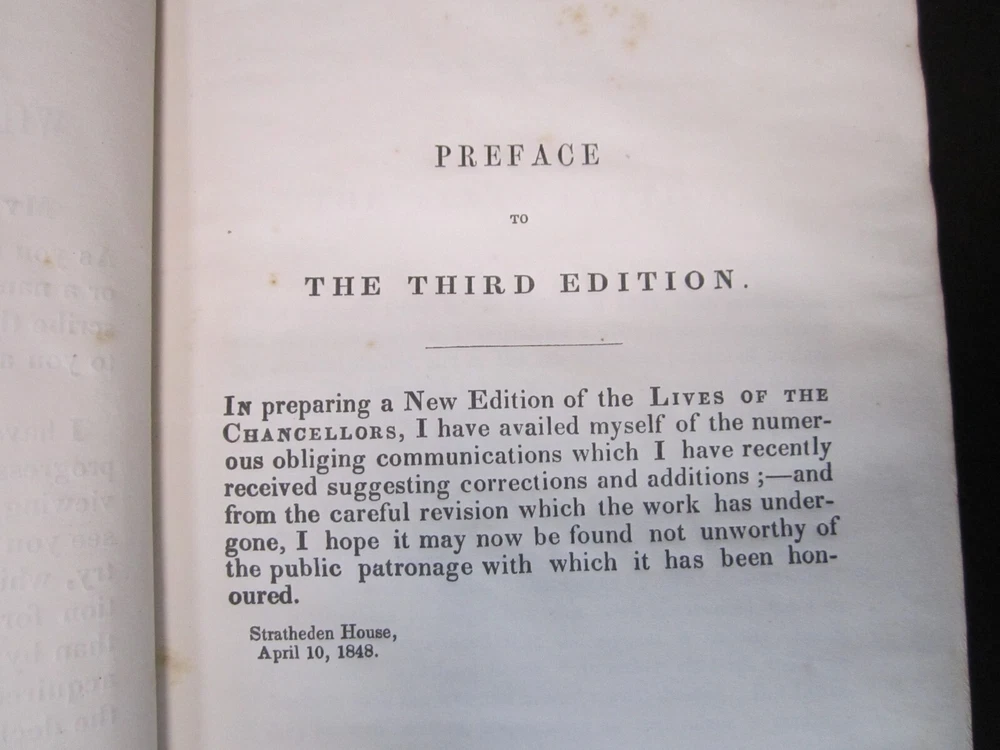 PREFACE
TO
THE THIRD EDITION.
IN preparing a New Edition of the LIVES OF THE
CHANCELLORS, I have availed myself of the numer-
ous obliging communications which I have recently
received suggesting corrections and additions ;—and
from the careful revision which the work has under-
gone, I hope it may now be found not unworthy of
the public patronage with which it has been hon-
oured.
Stratheden House,
April 10, 1848.